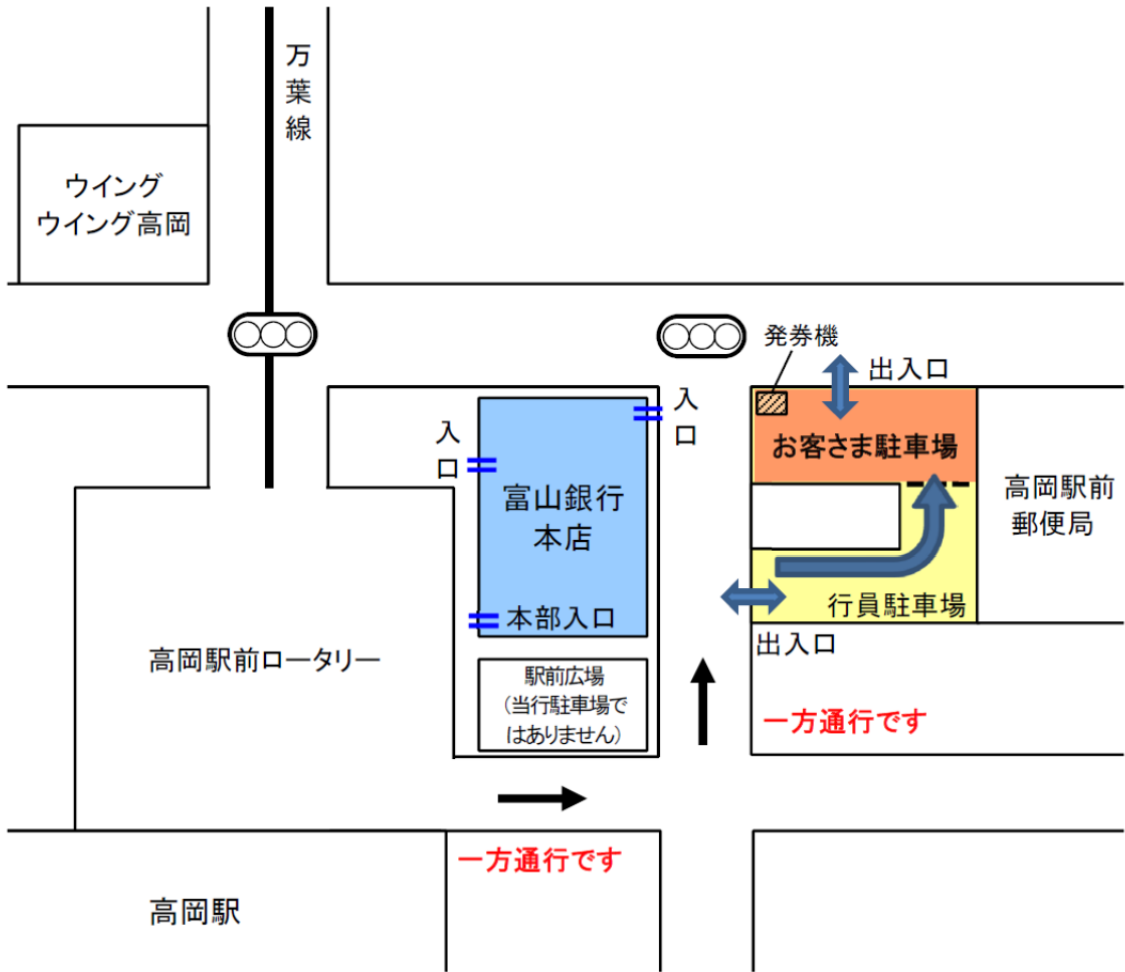 万葉線
ウイング
ウイング高岡
発券機
出入口
入口
お客さま駐車場
入口
富山銀行
本店
高岡駅前
郵便局
行員駐車場
本部入口
出入口
高岡駅前ロータリー
駅前広場
（当行駐車場で
はありません）
一方通行です
一方通行です
高岡駅